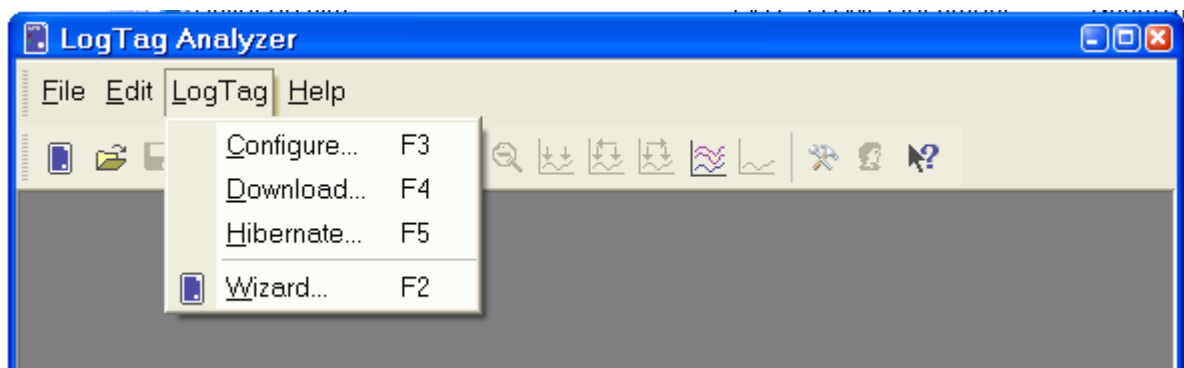 LogTag Analyzer
File Edit LogTag Help
Configure... F3
Download... F4
Hibernate... F5
Wizard... F2